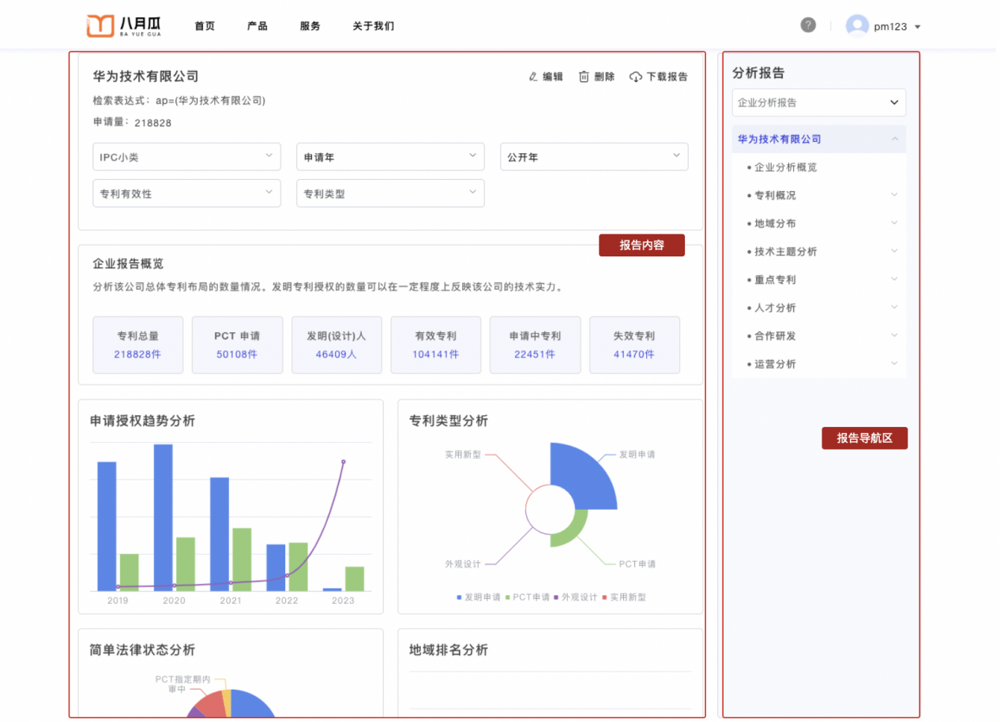 八月瓜
BA YUE GUA
首页 产品 服务 关于我们
? pm123
华为技术有限公司
编辑 删除 下载报告
检索表达式：ap=(华为技术有限公司)
申请量：218828
IPC小类 申请年 公开年
专利有效性 专利类型
报告内容
企业报告概览
分析该公司总体专利布局的数量情况。发明专利授权的数量可以在一定程度上反映该公司的技术实力。
专利总量 PCT 申请 发明(设计)人 有效专利 申请中专利 失效专利
218828件 50108件 46409人 104141件 22451件 41470件
申请授权趋势分析
2019 2020 2021 2022 2023
专利类型分析
实用新型 发明申请
外观设计 PCT申请
发明申请 PCT申请 外观设计 实用新型
简单法律状态分析
PCT指定期内
审中
地域排名分析
分析报告
企业分析报告
华为技术有限公司
企业分析概览
专利概况
地域分布
技术主题分析
重点专利
人才分析
合作研发
运营分析
报告导航区